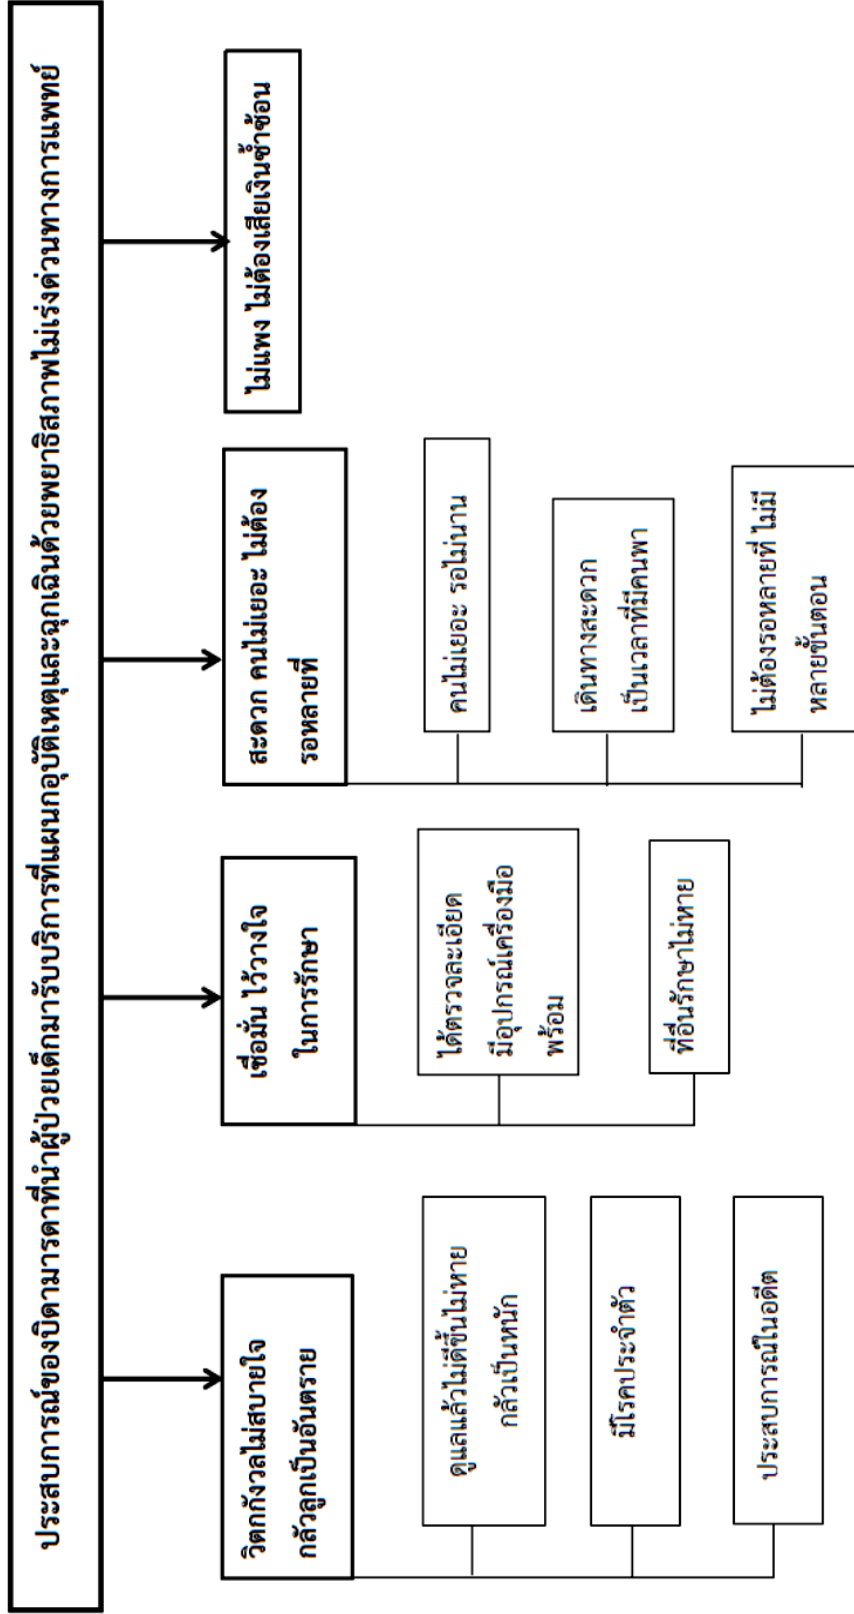 ประสบการณ์ของบิดามารดาที่นำผู้ป่วยเด็กมารับบริการที่แผนกอุบัติเหตุและฉุกเฉินด้วยพยาธิสภาพไม่เร่งด่วนทางการแพทย์
วิตกกังวลไม่สบายใจ
กลัวลูกเป็นอันตราย
ดูแลแล้วไม่ดีขึ้นไม่หาย
กลัวเป็นหนัก
มีโรคประจำตัว
ประสบการณ์ในอดีต
เชื่อมั่น ไว้วางใจ
ในการรักษา
ได้ตรวจละเอียด
มีอุปกรณ์เครื่องมือ
พร้อม
ที่อื่นรักษาไม่หาย
สะดวก คนไม่เยอะ ไม่ต้อง
รอหลายที่
คนไม่เยอะ รอไม่นาน
เดินทางสะดวก
เป็นเวลาที่มีคนพา
ไม่ต้องรอหลายที่ ไม่มี
หลายขั้นตอน
ไม่แพง ไม่ต้องเสียเงินซ้ำซ้อน